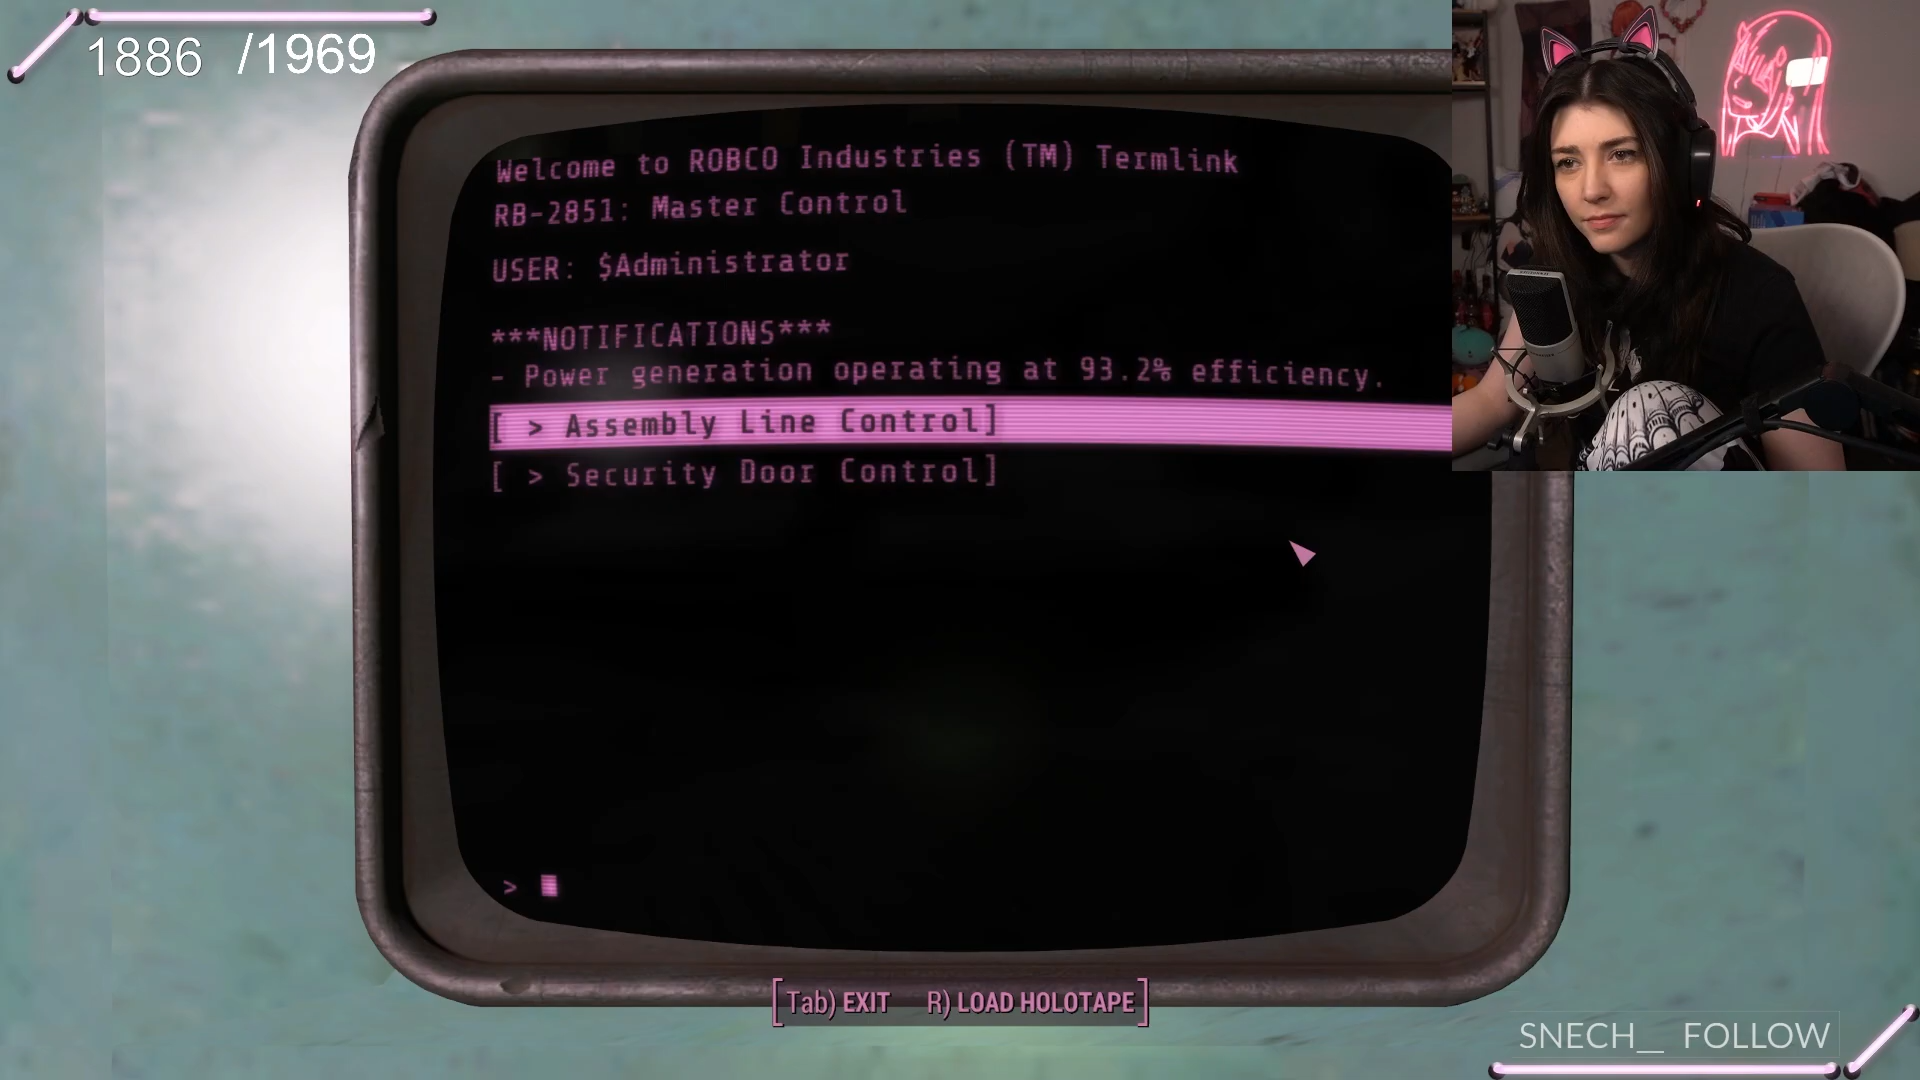 1886 /1969
Welcome to ROBCO Industries (TM) Termlink
RB-2851: Master Control
USER: $Administrator
***NOTIFICATIONS***
- Power generation operating at 93.2% efficiency.
[ > Assembly Line Control]
[ > Security Door Control]
>
[Tab) EXIT R) LOAD HOLOTAPE]
SNECH__ FOLLOW